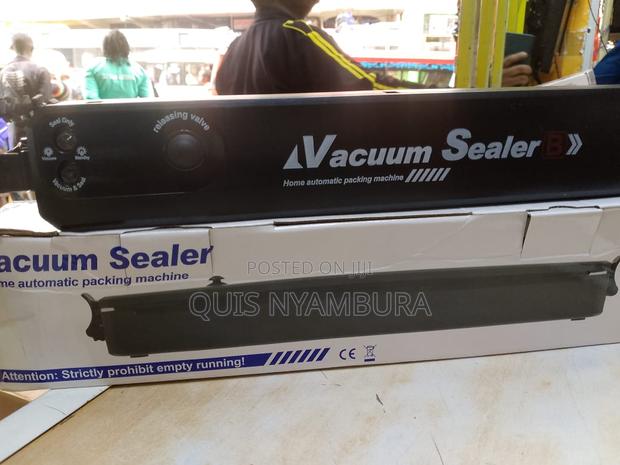 Seal Only
Vacuum
Standby
Vacuum & Seal
releasing valve
Vacuum Sealer B
Home automatic packing machine
acuum Sealer
me automatic packing machine
POSTED ON JIJI
QUIS NYAMBURA
Attention: Strictly prohibit empty running!
CE